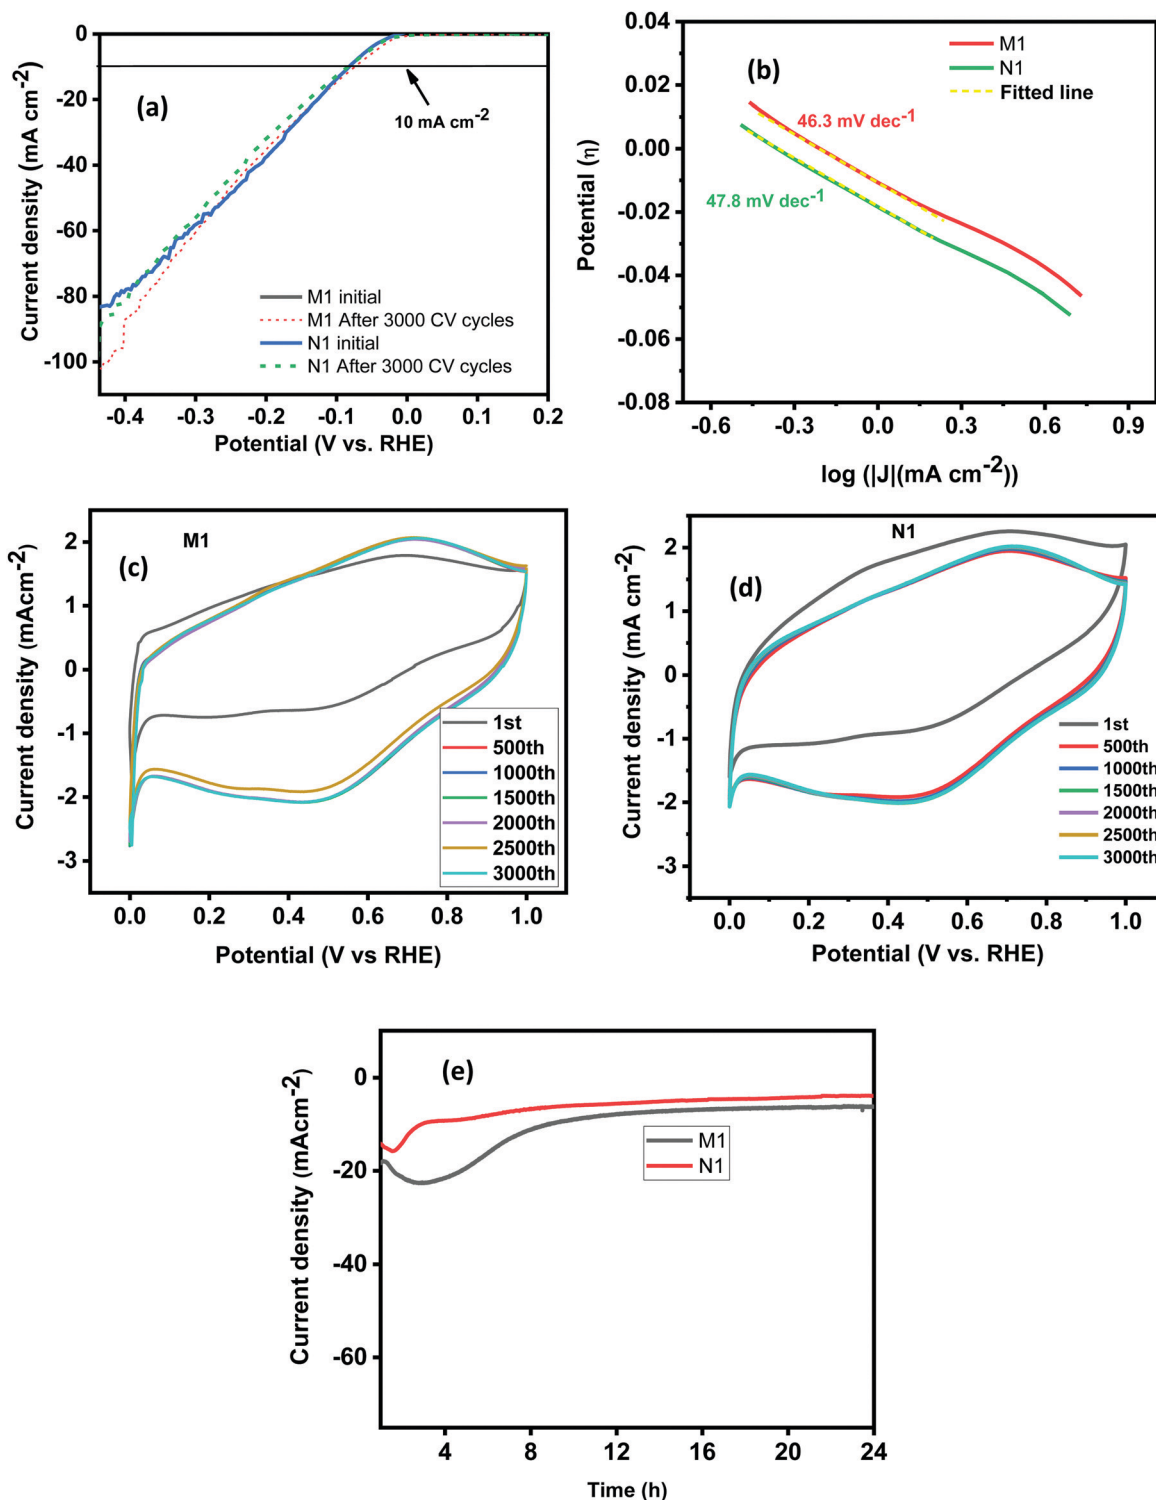 (a)
Current density (mA cm-2)
0
-20
-40
-60
-80
-100
10 mA cm-2
M1 initial
M1 After 3000 CV cycles
N1 initial
N1 After 3000 CV cycles
-0.4 -0.3 -0.2 -0.1 0.0 0.1 0.2
Potential (V vs. RHE)
(b)
Potential (η)
0.04
0.02
0.00
-0.02
-0.04
-0.06
-0.08
M1
N1
Fitted line
46.3 mV dec-1
47.8 mV dec-1
-0.6 -0.3 0.0 0.3 0.6 0.9
log (|J|(mA cm-2))
(c)
M1
Current density (mAcm-2)
2
1
0
-1
-2
-3
1st
500th
1000th
1500th
2000th
2500th
3000th
0.0 0.2 0.4 0.6 0.8 1.0
Potential (V vs RHE)
(d)
N1
Current density (mA cm-2)
2
1
0
-1
-2
-3
1st
500th
1000th
1500th
2000th
2500th
3000th
0.0 0.2 0.4 0.6 0.8 1.0
Potential (V vs. RHE)
(e)
Current density (mAcm-2)
0
-20
-40
-60
M1
N1
4 8 12 16 20 24
Time (h)